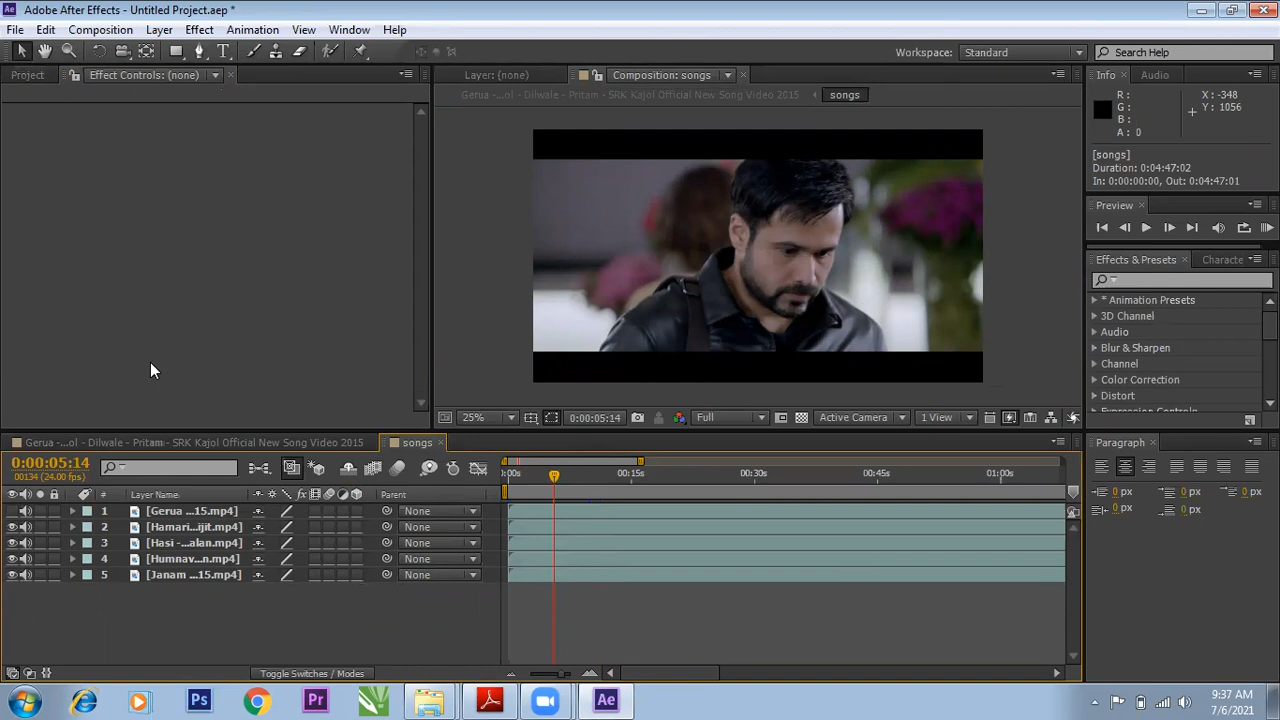 Adobe After Effects - Untitled Project.aep *
File Edit Composition Layer Effect Animation View Window Help
Workspace: Standard Search Help
Project Effect Controls: (none) Layer: (none) Composition: songs Info Audio
Gerua -...ol - Dilwale - Pritam - SRK Kajol Official New Song Video 2015 songs
R : X : -348
G : Y : 1056
B :
A : 0
[songs]
Duration: 0:04:47:02
In: 0:00:00:00, Out: 0:04:47:01
Preview
Effects & Presets Characte
* Animation Presets
3D Channel
Audio
Blur & Sharpen
Channel
Color Correction
Distort
Expression Controls
25% 0:00:05:14 Full Active Camera 1 View
Gerua -...ol - Dilwale - Pritam - SRK Kajol Official New Song Video 2015 songs Paragraph
0:00:05:14
00134 (24.00 fps)
:00s 00:15s 00:30s 00:45s 01:00s
# Layer Name Parent
1 [Gerua ...15.mp4] None
2 [Hamari...ijit.mp4] None
3 [Hasi -...alan.mp4] None
4 [Humnav...n.mp4] None
5 [Janam ...15.mp4] None
0 px 0 px 0 px
0 px 0 px
Toggle Switches / Modes
Ps Pr Ae
9:37 AM
7/6/2021